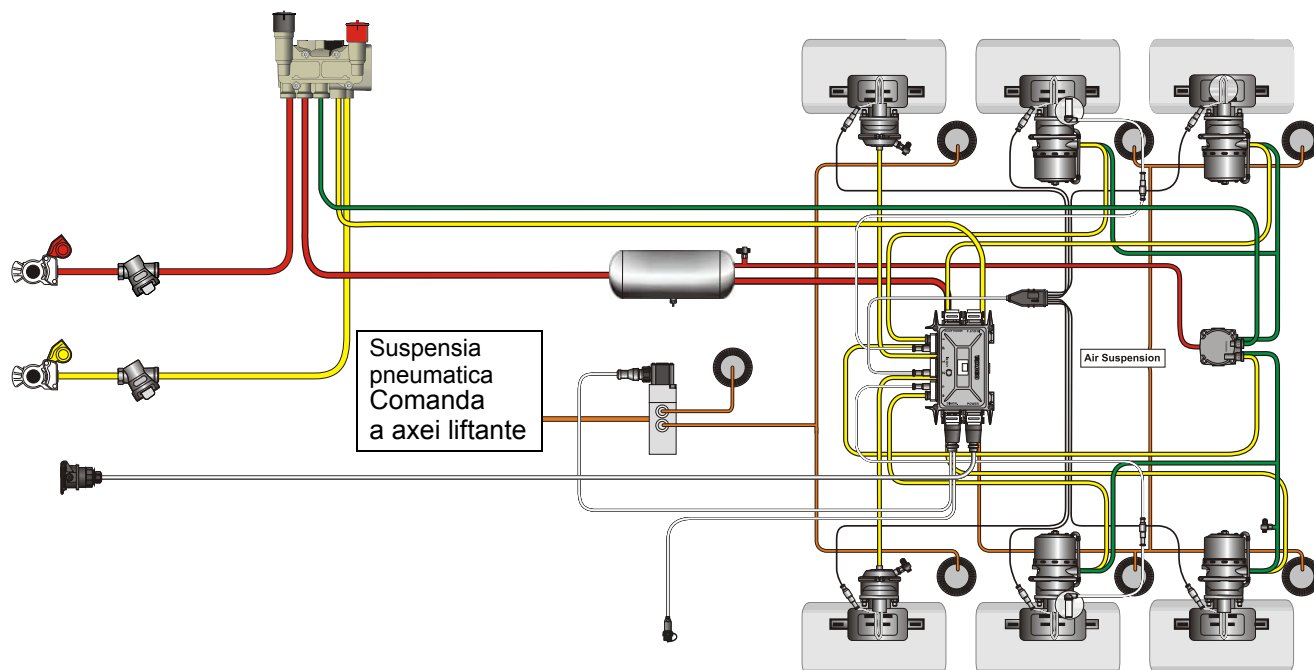 Suspensia
pneumatica
Comanda
a axei liftante
Air Suspension